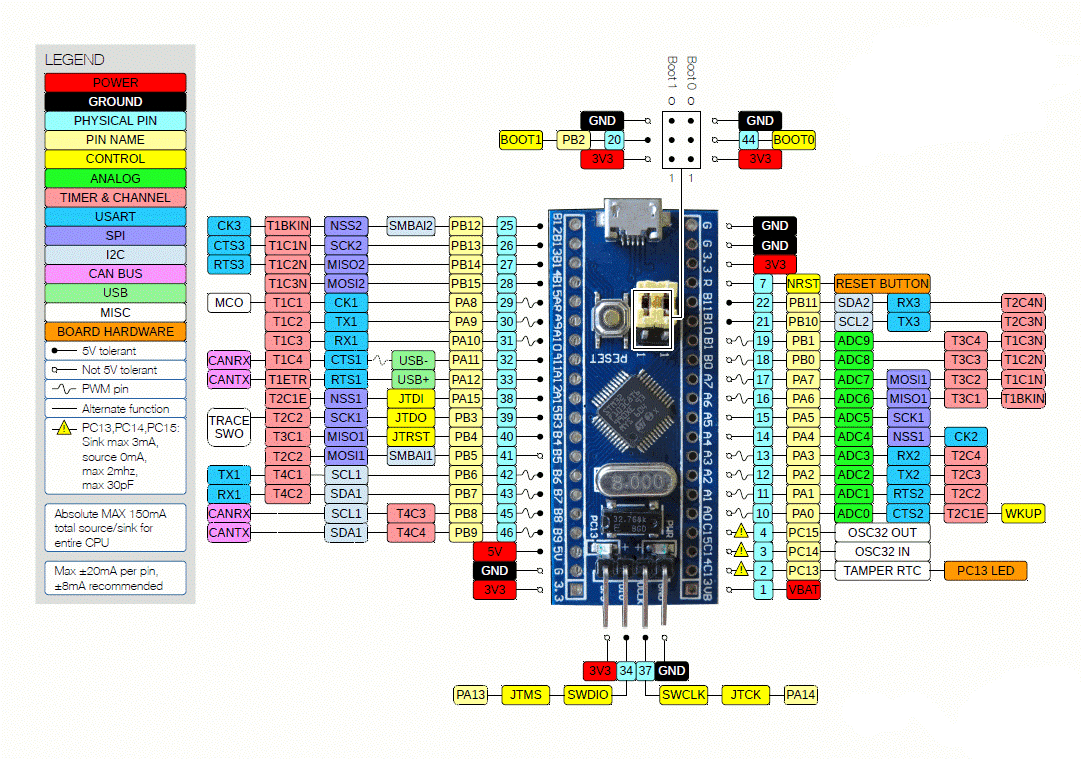 LEGEND
POWER
GROUND
PHYSICAL PIN
PIN NAME
CONTROL
ANALOG
TIMER & CHANNEL
USART
SPI
I2C
CAN BUS
USB
MISC
BOARD HARDWARE
5V tolerant
Not 5V tolerant
PWM pin
Alternate function
PC13,PC14,PC15:
Sink max 3mA,
source 0mA,
max 2mhz,
max 30pF
Absolute MAX 150mA
total source/sink for
entire CPU
Max ±20mA per pin,
±8mA recommended
Boot1 Boot0
GND GND
BOOT1 PB2 20 44 BOOT0
3V3 3V3
1 1
CK3 T1BKIN NSS2 SMBAI2 PB12 25
CTS3 T1C1N SCK2 PB13 26
RTS3 T1C2N MISO2 PB14 27
T1C3N MOSI2 PB15 28
MCO T1C1 CK1 PA8 29
T1C2 TX1 PA9 30
T1C3 RX1 PA10 31
CANRX T1C4 CTS1 USB- PA11 32
CANTX T1ETR RTS1 USB+ PA12 33
T2C1E NSS1 JTDI PA15 38
TRACE
SWO
T2C2 SCK1 JTDO PB3 39
T3C1 MISO1 JTRST PB4 40
T2C2 MOSI1 SMBAI1 PB5 41
TX1 T4C1 SCL1 PB6 42
RX1 T4C2 SDA1 PB7 43
CANRX SCL1 T4C3 PB8 45
CANTX SDA1 T4C4 PB9 46
5V
GND
3V3
B12 B13 B14 B15 A8 A9 A10 A11 A12 A15 B3 B4 B5 B6 B7 B8 B9 5V G 3.3
RESET
8.000
32.768k
PC13
PWR
G G 3.3 R B11 B10 B1 B0 A7 A6 A5 A4 A3 A2 A1 A0 C15 C14 C13 VB
GND
GND
3V3
7 NRST RESET BUTTON
22 PB11 SDA2 RX3 T2C4N
21 PB10 SCL2 TX3 T2C3N
19 PB1 ADC9 T3C4 T1C3N
18 PB0 ADC8 T3C3 T1C2N
17 PA7 ADC7 MOSI1 T3C2 T1C1N
16 PA6 ADC6 MISO1 T3C1 T1BKIN
15 PA5 ADC5 SCK1
14 PA4 ADC4 NSS1 CK2
13 PA3 ADC3 RX2 T2C4
12 PA2 ADC2 TX2 T2C3
11 PA1 ADC1 RTS2 T2C2
10 PA0 ADC0 CTS2 T2C1E WKUP
4 PC15 OSC32 OUT
3 PC14 OSC32 IN
2 PC13 TAMPER RTC PC13 LED
1 VBAT
3V3 34 37 GND
PA13 JTMS SWDIO SWCLK JTCK PA14